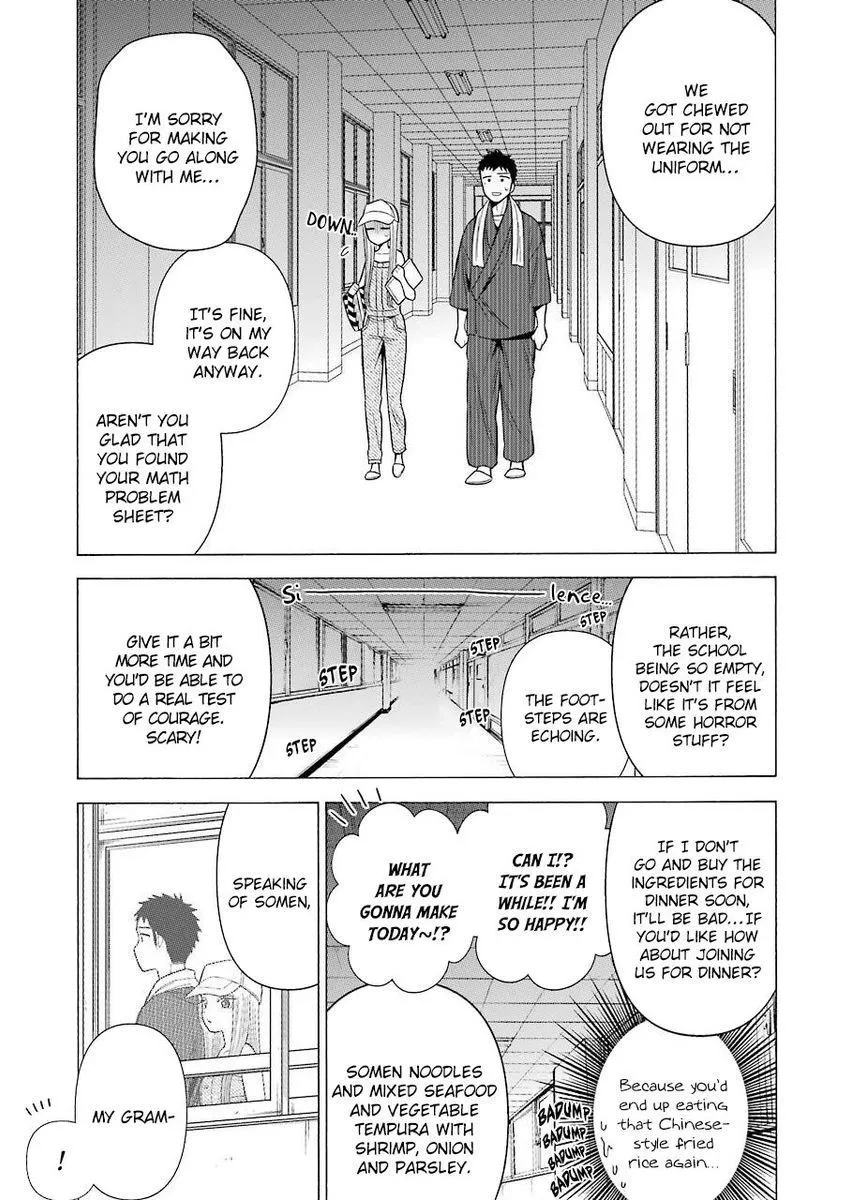 WE
GOT CHEWED
OUT FOR NOT
WEARING THE
UNIFORM...
I'M SORRY
FOR MAKING
YOU GO ALONG
WITH ME...
DOWN..
IT'S FINE,
IT'S ON MY
WAY BACK
ANYWAY.
AREN'T YOU
GLAD THAT
YOU FOUND
YOUR MATH
PROBLEM
SHEET?
RATHER,
THE SCHOOL
BEING SO EMPTY,
DOESN'T IT FEEL
LIKE IT'S FROM
SOME HORROR
STUFF?
Si
lence...
STEP
STEP
STEP
STEP
STEP
THE FOOT-
STEPS ARE
ECHOING.
GIVE IT A BIT
MORE TIME AND
YOU'D BE ABLE TO
DO A REAL TEST
OF COURAGE.
SCARY!
IF I DON'T
GO AND BUY THE
INGREDIENTS FOR
DINNER SOON,
IT'LL BE BAD...IF
YOU'D LIKE HOW
ABOUT JOINING
US FOR DINNER?
Because you'd
end up eating
that Chinese-
style fried
rice again...
BADUMP
BADUMP
BADUMP
BADUMP
CAN I!?
IT'S BEEN A
WHILE!! I'M
SO HAPPY!!
WHAT
ARE YOU
GONNA MAKE
TODAY~!?
SOMEN NOODLES
AND MIXED SEAFOOD
AND VEGETABLE
TEMPURA WITH
SHRIMP, ONION
AND PARSLEY.
SPEAKING
OF SOMEN,
MY GRAM-
!